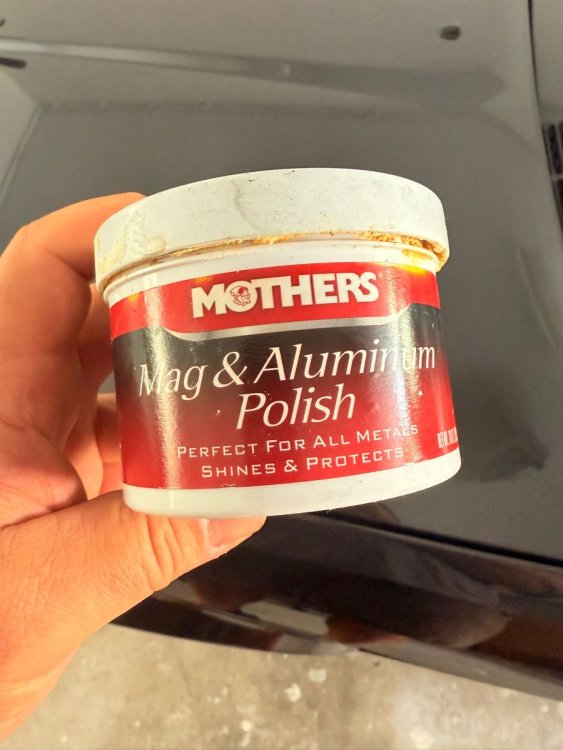 MOTHERS®
Mag & Aluminum
Polish
PERFECT FOR ALL METALS
SHINES & PROTECTS